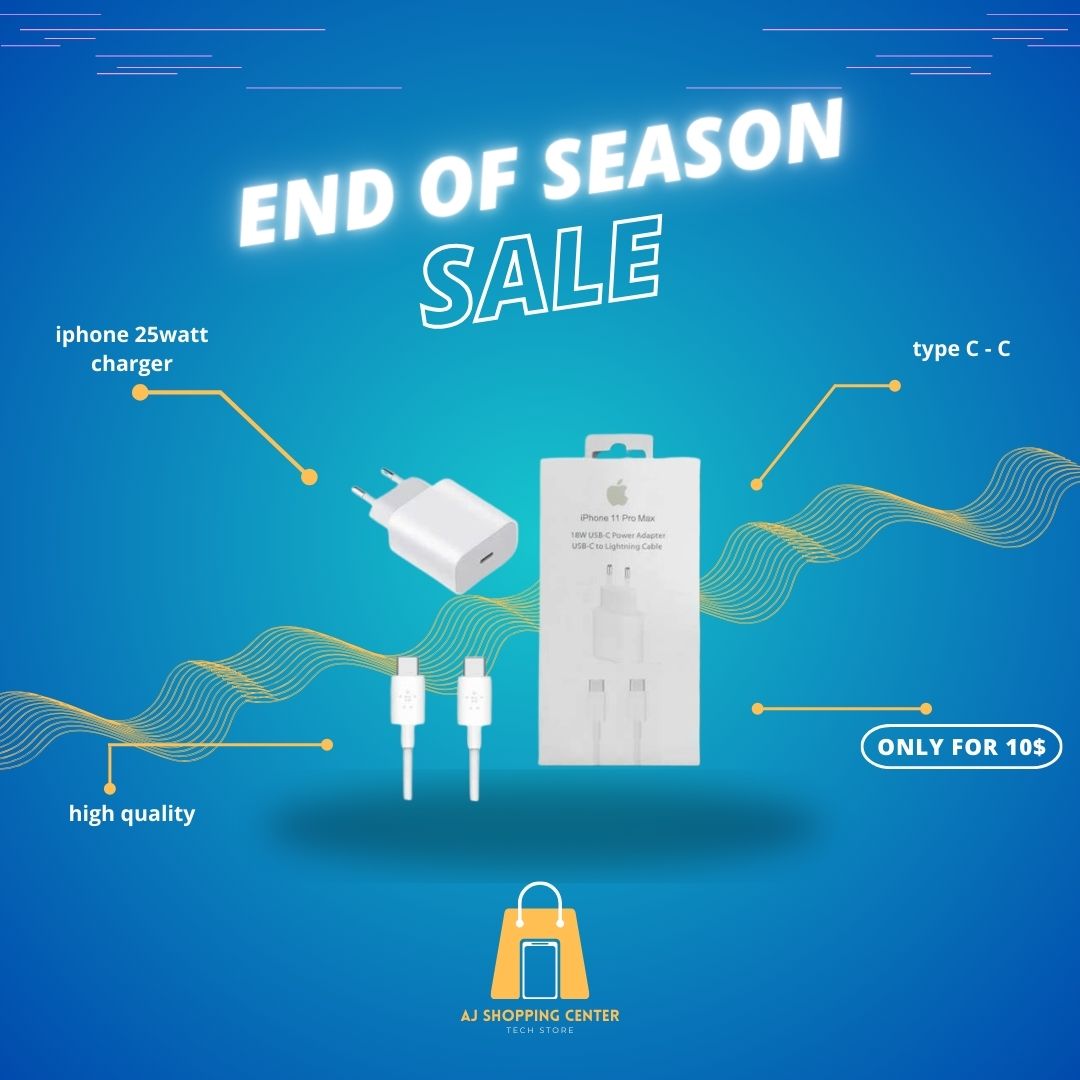 END OF SEASON
SALE
iphone 25watt
charger
type C - C
iPhone 11 Pro Max
18W USB-C Power Adapter
USB-C to Lightning Cable
ONLY FOR 10$
high quality
AJ SHOPPING CENTER
TECH STORE